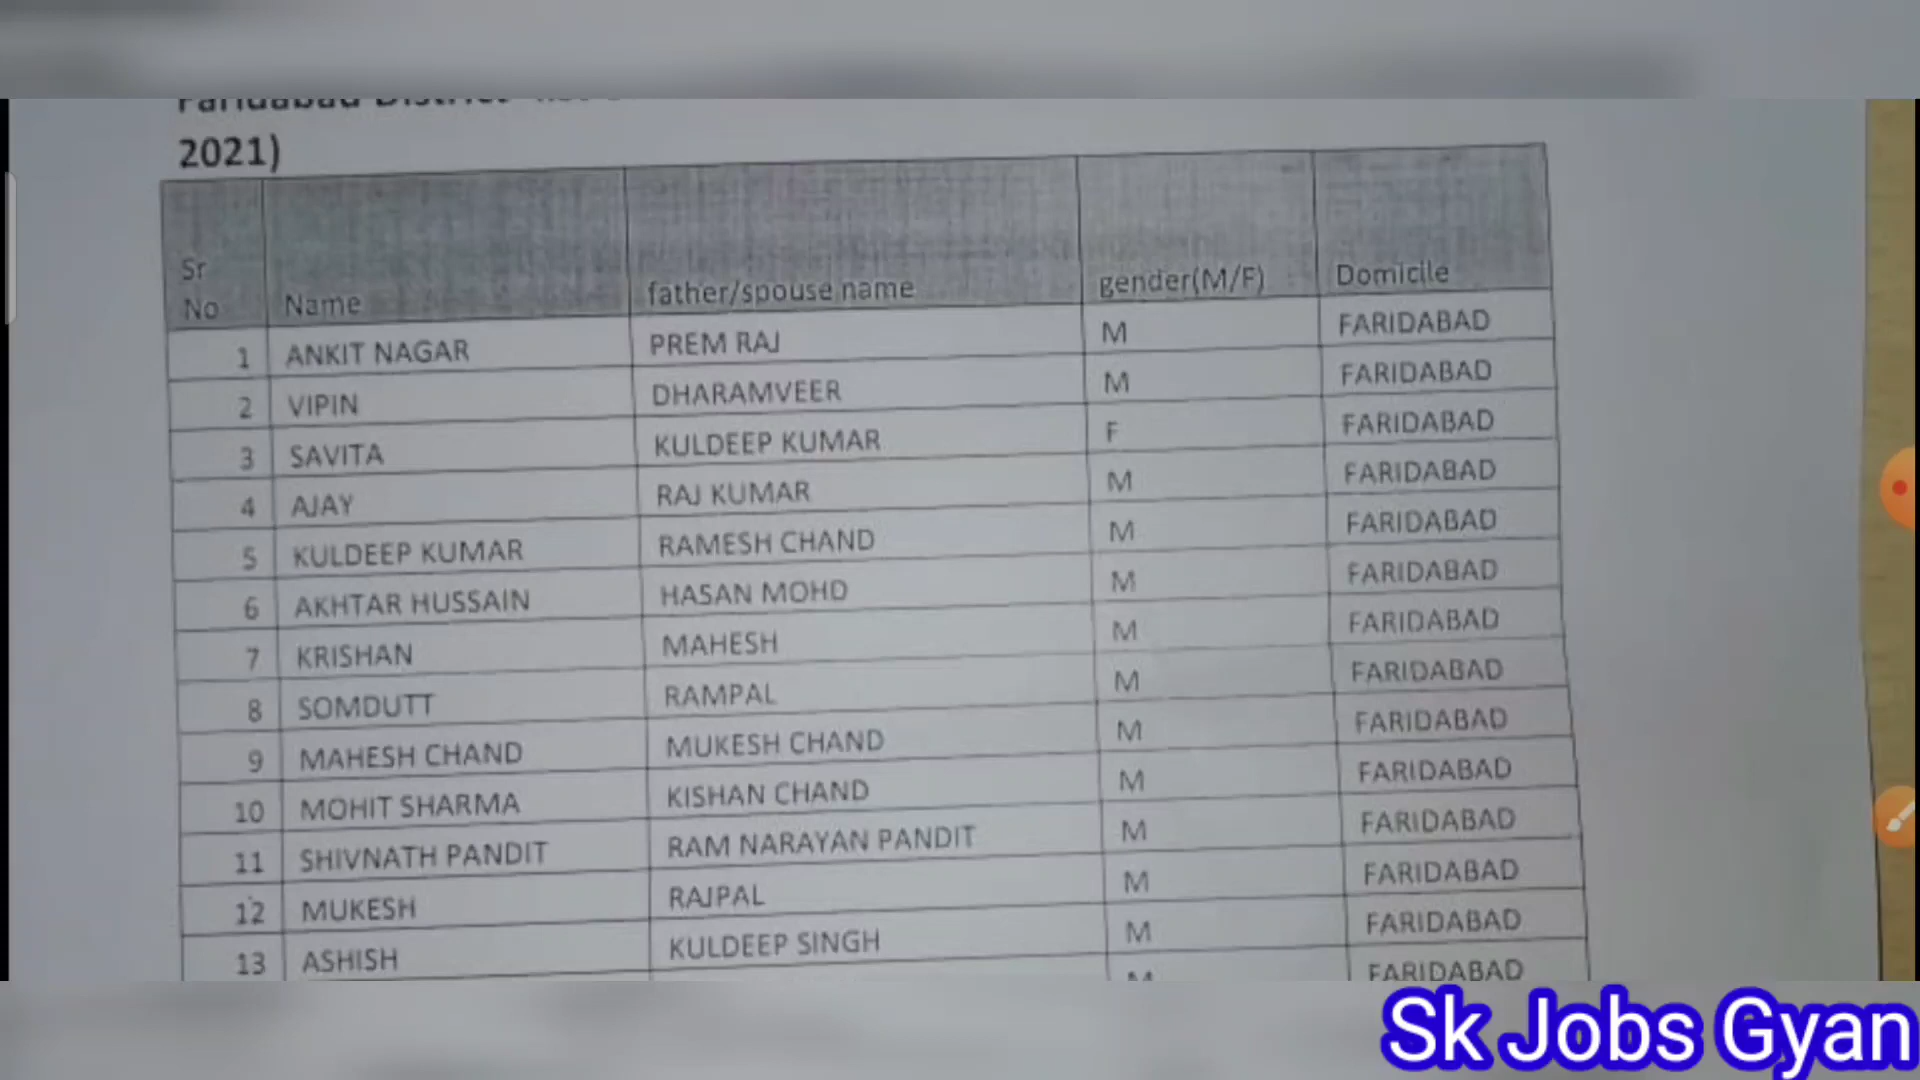 Faridabad District
2021)
Sr No Name father/spouse name gender(M/F) Domicile
1 ANKIT NAGAR PREM RAJ M FARIDABAD
2 VIPIN DHARAMVEER M FARIDABAD
3 SAVITA KULDEEP KUMAR F FARIDABAD
4 AJAY RAJ KUMAR M FARIDABAD
5 KULDEEP KUMAR RAMESH CHAND M FARIDABAD
6 AKHTAR HUSSAIN HASAN MOHD M FARIDABAD
7 KRISHAN MAHESH M FARIDABAD
8 SOMDUTT RAMPAL M FARIDABAD
9 MAHESH CHAND MUKESH CHAND M FARIDABAD
10 MOHIT SHARMA KISHAN CHAND M FARIDABAD
11 SHIVNATH PANDIT RAM NARAYAN PANDIT M FARIDABAD
12 MUKESH RAJPAL M FARIDABAD
13 ASHISH KULDEEP SINGH M FARIDABAD
M FARIDABAD
Sk Jobs Gyan